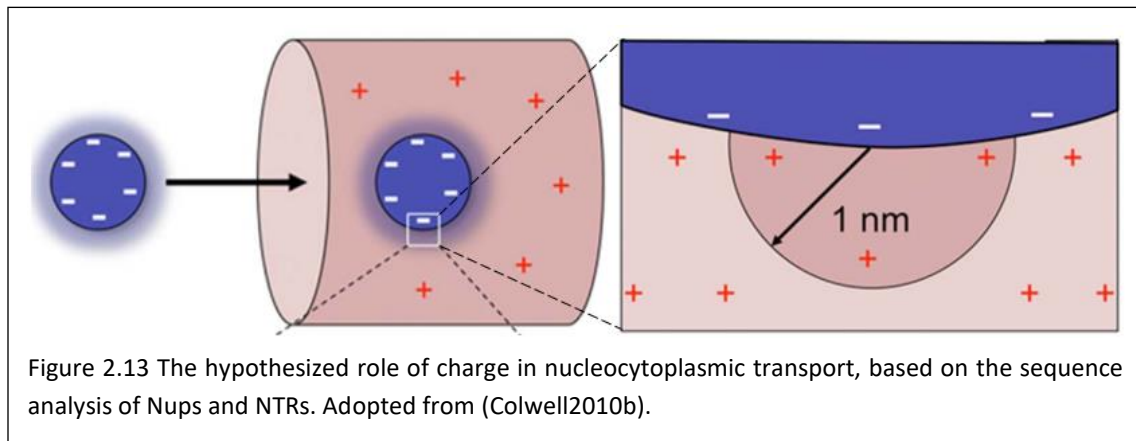 1 nm
Figure 2.13 The hypothesized role of charge in nucleocytoplasmic transport, based on the sequence
analysis of Nups and NTRs. Adopted from (Colwell2010b).